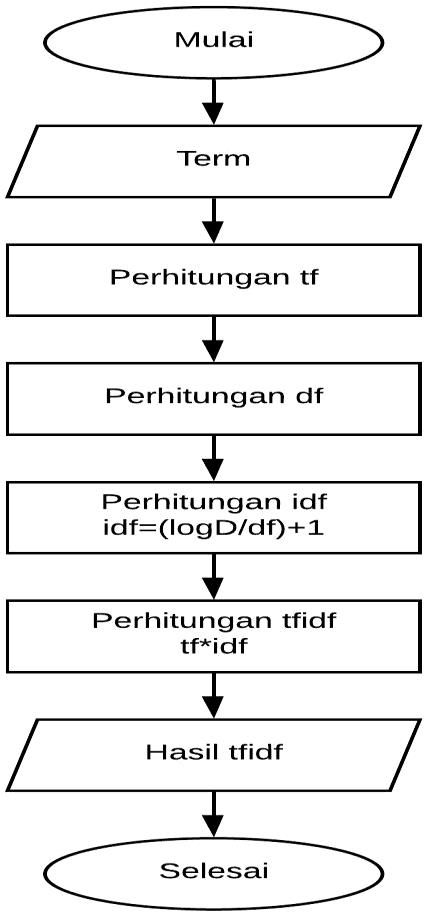 Mulai
Term
Perhitungan tf
Perhitungan df
Perhitungan idf
idf=(logD/df)+1
Perhitungan tfidf
tf*idf
Hasil tfidf
Selesai